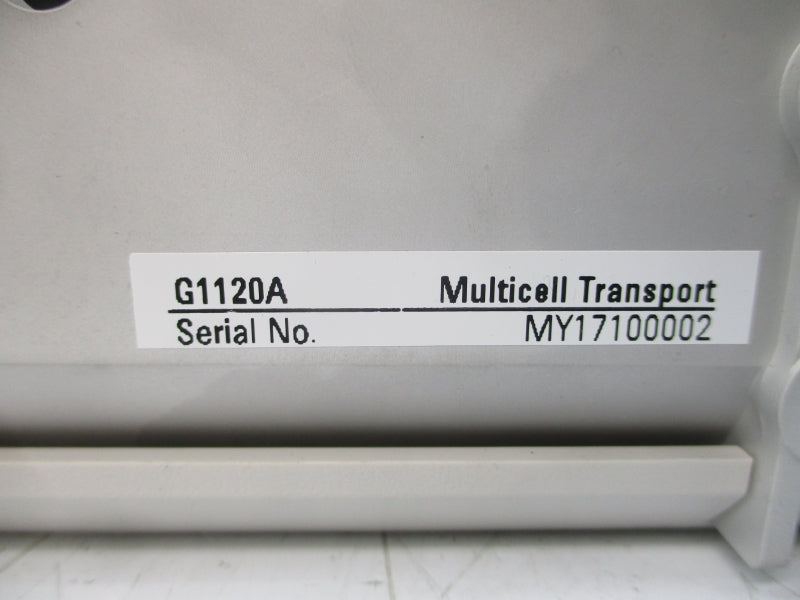 G1120A Multicell Transport
Serial No. MY17100002